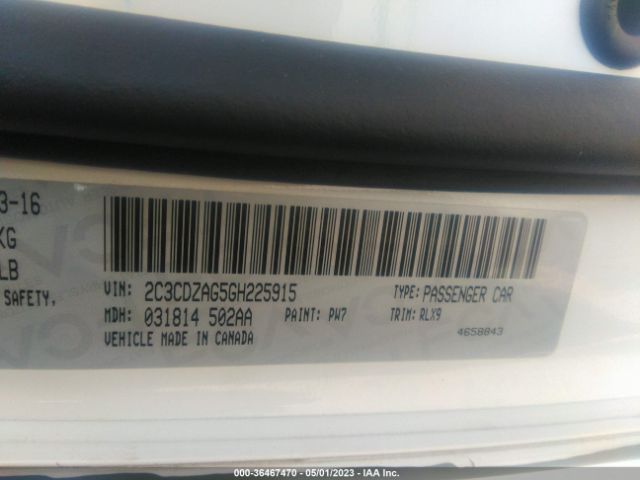 3-16
KG
LB
SAFETY.
VIN: 2C3CDZAG5GH225915 TYPE: PASSENGER CAR
MDH: 031814 502AA PAINT: PW7 TRIM: RLX9
VEHICLE MADE IN CANADA 4658843
000-36467470 - 05/01/2023 - © IAA Inc.